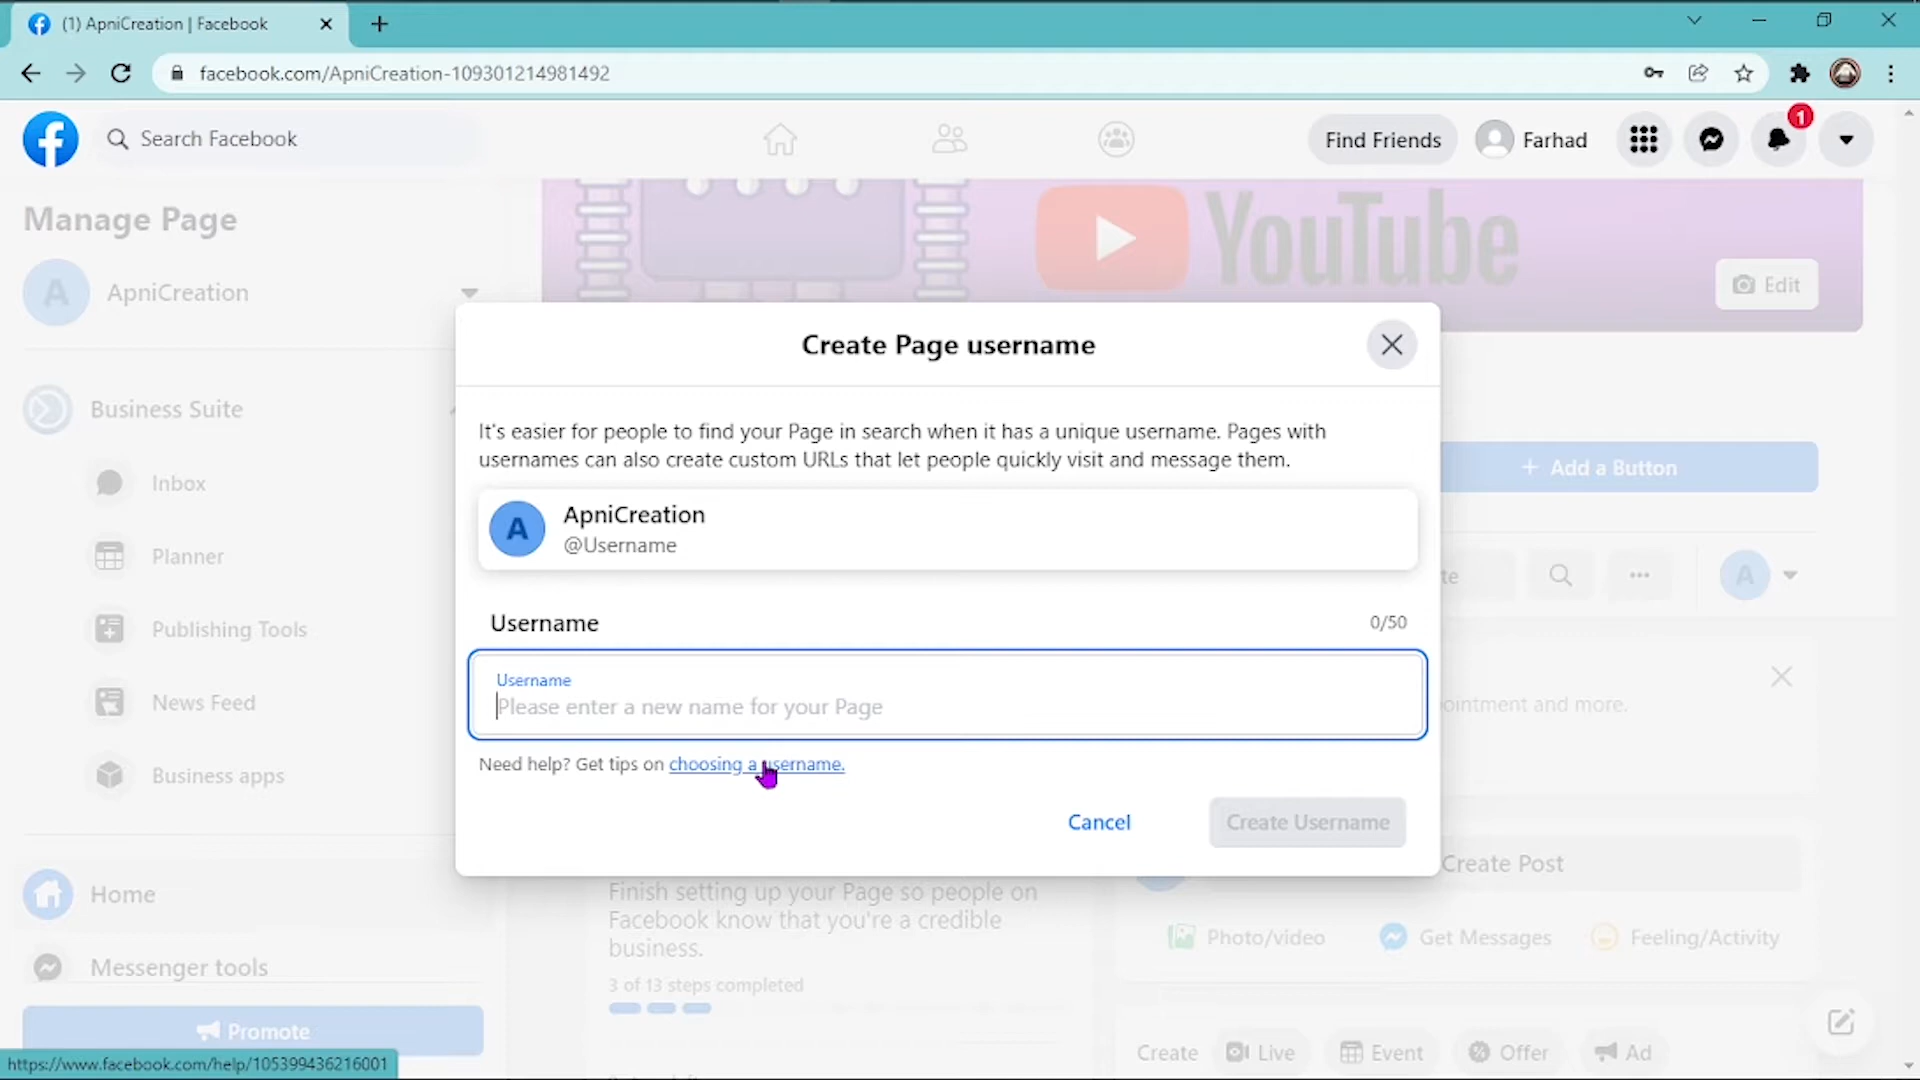 (1) ApniCreation | Facebook
facebook.com/ApniCreation-109301214981492
Search Facebook
Find Friends
Farhad
1
Manage Page
A
ApniCreation
YouTube
Edit
Business Suite
Inbox
Planner
Publishing Tools
News Feed
Business apps
Home
Messenger tools
Promote
Create Page username
It's easier for people to find your Page in search when it has a unique username. Pages with
usernames can also create custom URLs that let people quickly visit and message them.
A
ApniCreation
@Username
Username
0/50
Username
Please enter a new name for your Page
Need help? Get tips on choosing a username.
Cancel
Create Username
+ Add a Button
A
and more.
Finish setting up your Page so people on
Facebook know that you're a credible
business.
3 of 13 steps completed
Create Post
Photo/video
Get Messages
Feeling/Activity
Create
Live
Event
Offer
Ad
https://www.facebook.com/help/105399436216001